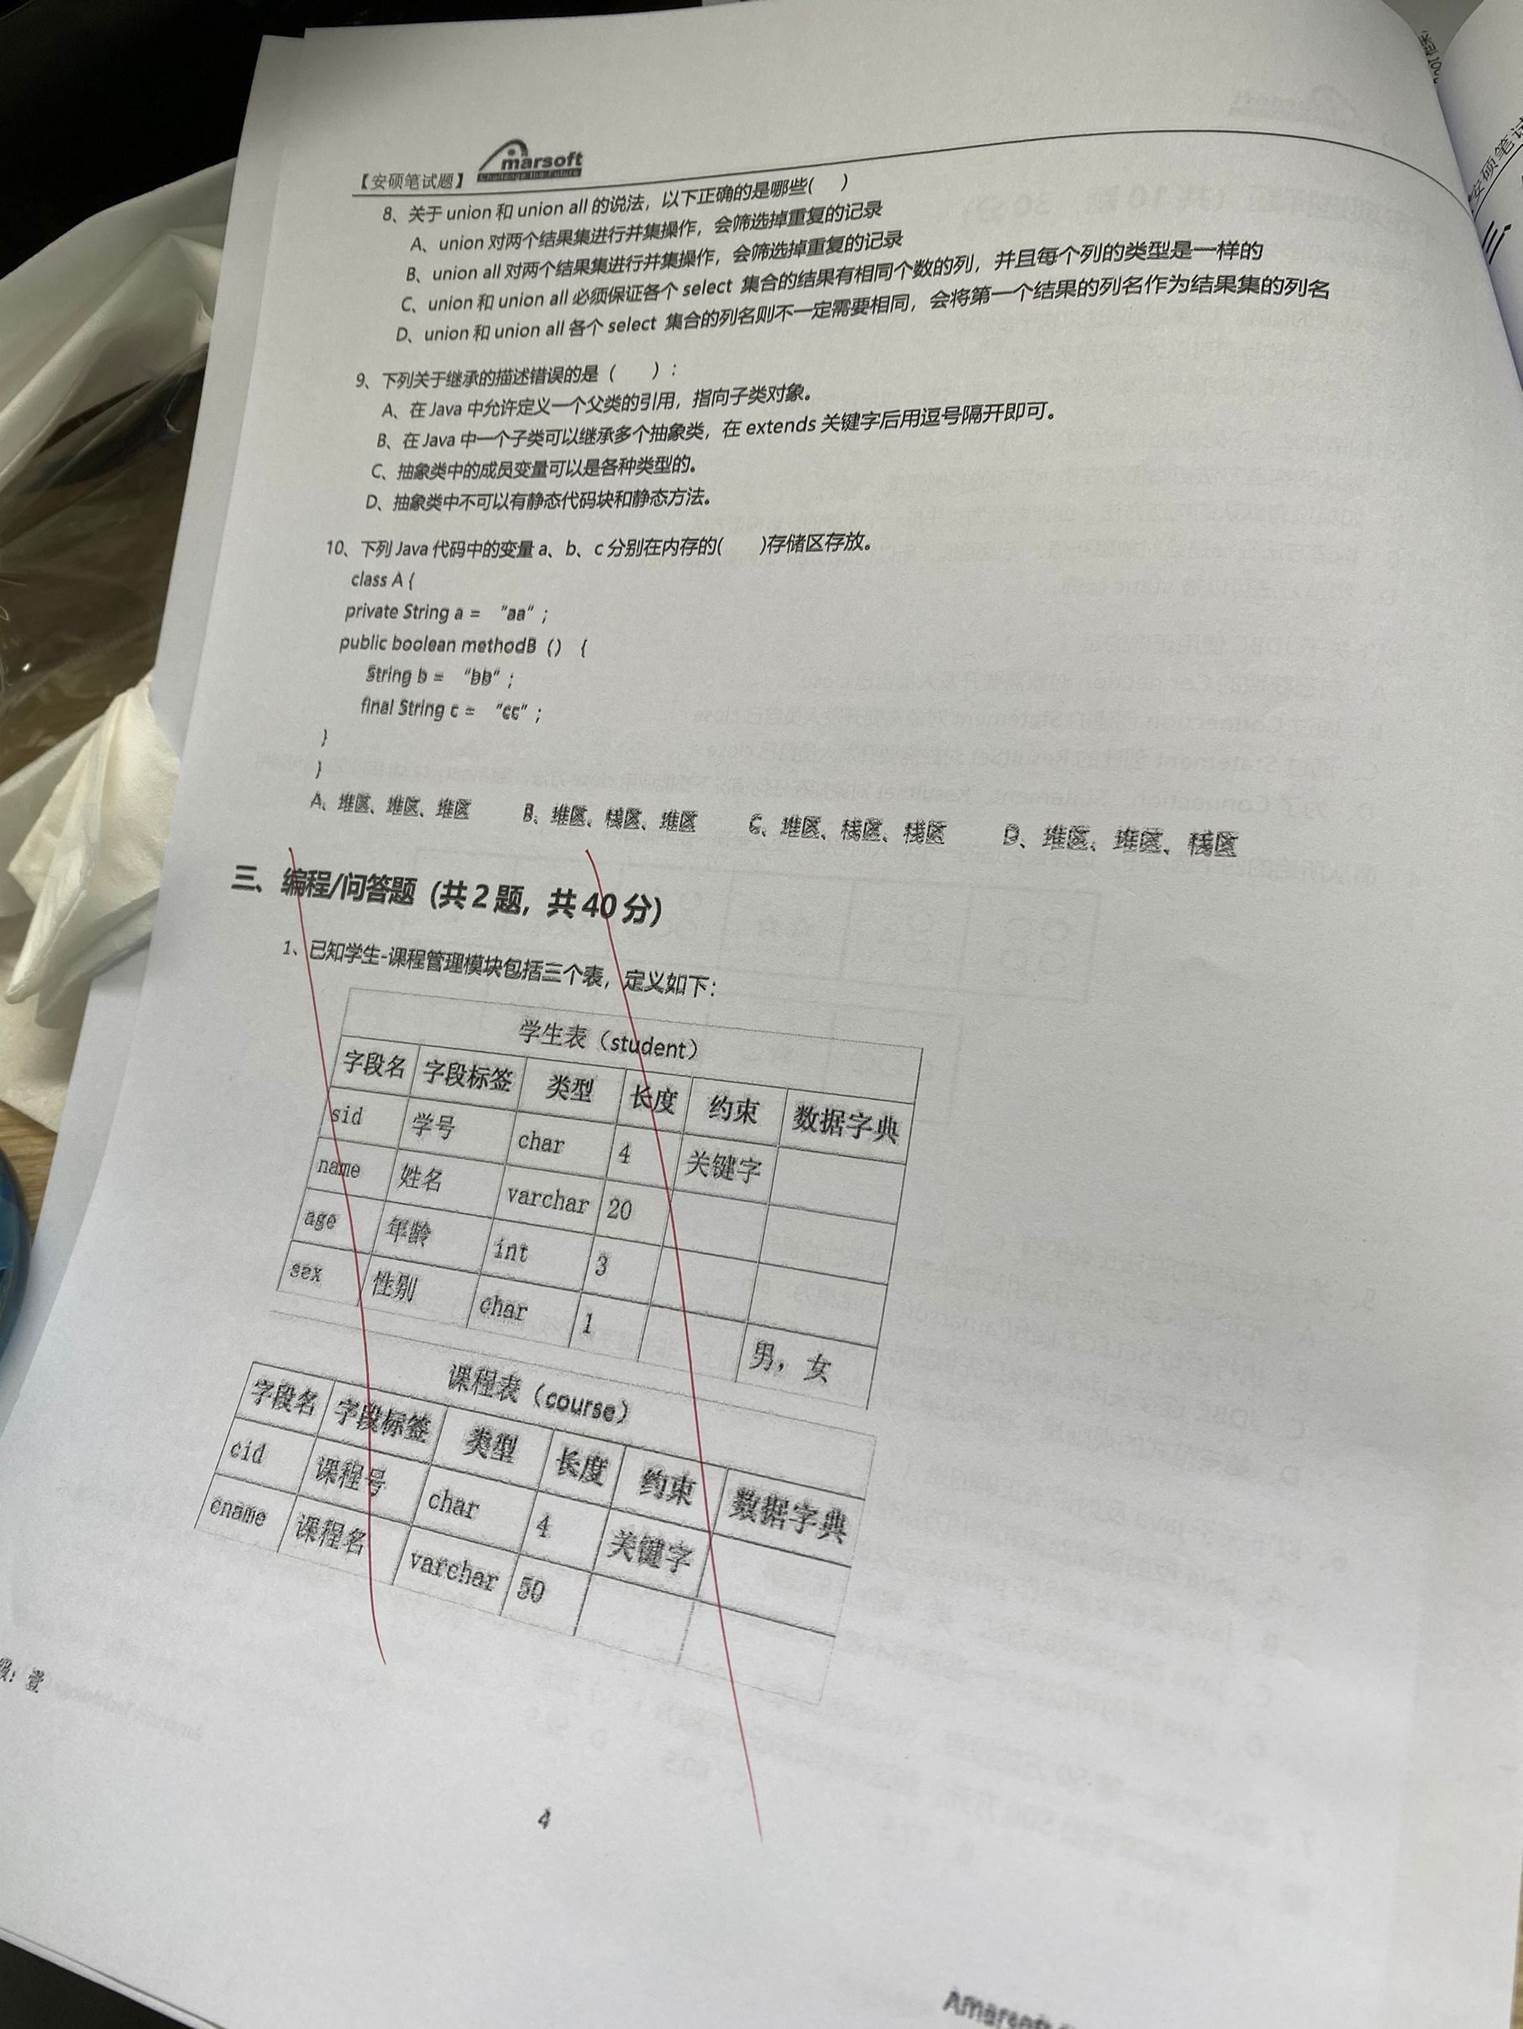 【安硕笔试题】 marsoft
8、关于 union 和 union all 的说法，以下正确的是哪些( )
A、union 对两个结果集进行并集操作，会筛选掉重复的记录
B、union all 对两个结果集进行并集操作，会筛选掉重复的记录
C、union 和 union all 必须保证各个 select 集合的结果有相同个数的列，并且每个列的类型是一样的
D、union 和 union all 各个 select 集合的列名则不一定需要相同，会将第一个结果的列名作为结果集的列名
9、下列关于继承的描述错误的是（ ）：
A、在 Java 中允许定义一个父类的引用，指向子类对象。
B、在 Java 中一个子类可以继承多个抽象类，在 extends 关键字后用逗号隔开即可。
C、抽象类中的成员变量可以是各种类型的。
D、抽象类中不可以有静态代码块和静态方法。
10、下列 Java 代码中的变量 a、b、c 分别在内存的( )存储区存放。
class A {
private String a = “aa”；
public boolean methodB（）｛
String b = “bb”；
final String c = “cc”；
}
}
A、堆区、堆区、堆区 B、堆区、栈区、堆区 C、堆区、栈区、栈区 D、堆区、堆区、栈区
三、编程/问答题（共 2 题，共 40 分）
1、已知学生-课程管理模块包括三个表，定义如下：
学生表（student）
字段名 字段标签 类型 长度 约束 数据字典
sid 学号 char 4 关键字
name 姓名 varchar 20
age 年龄 int 3
sex 性别 char 1 男，女
课程表（course）
字段名 字段标签 类型 长度 约束 数据字典
cid 课程号 char 4 关键字
cname 课程名 varchar 50
4